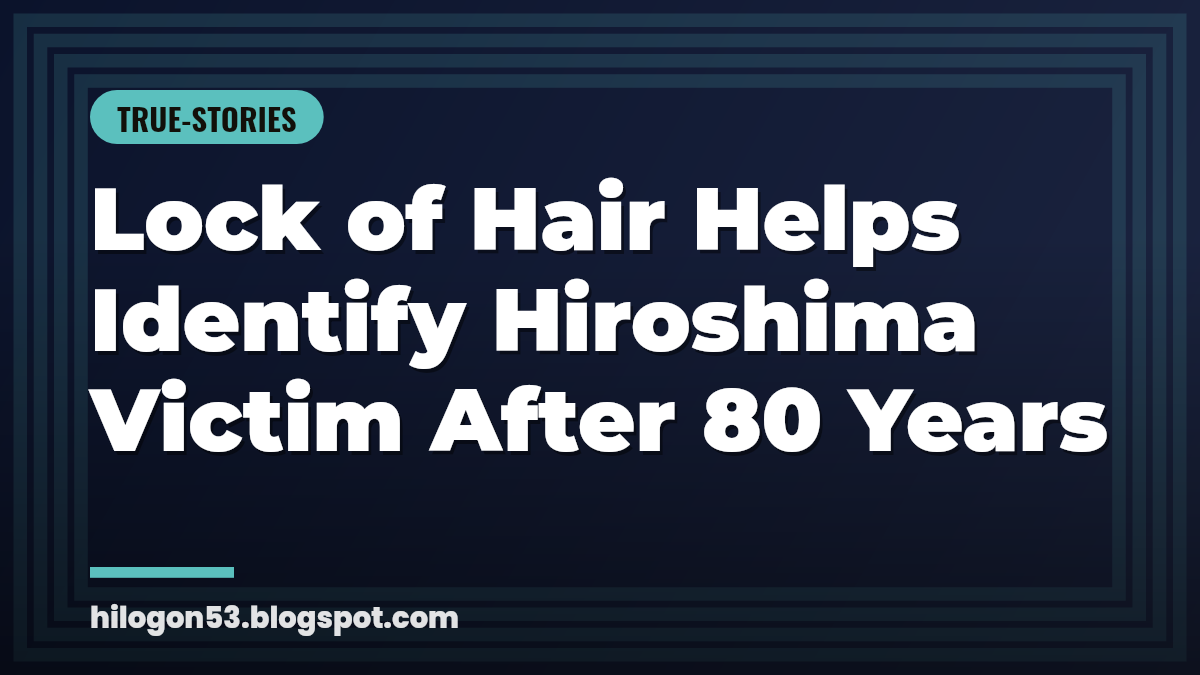 TRUE-STORIES
Lock of Hair Helps
Identify Hiroshima
Victim After 80 Years
hilogon53.blogspot.com